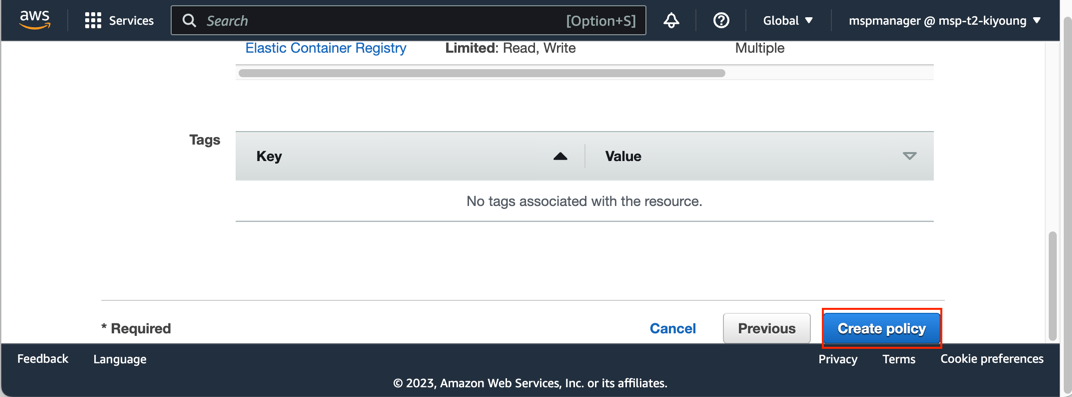 aws Services Search [Option+S] Global mspmanager @ msp-t2-kiyoung
Elastic Container Registry Limited: Read, Write Multiple
Tags
Key Value
No tags associated with the resource.
* Required Cancel Previous Create policy
Feedback Language Privacy Terms Cookie preferences
© 2023, Amazon Web Services, Inc. or its affiliates.